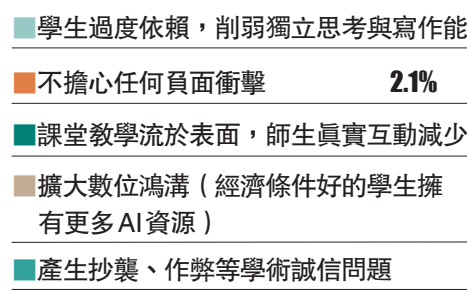 學生過度依賴，削弱獨立思考與寫作能
不擔心任何負面衝擊 2.1%
課堂教學流於表面，師生真實互動減少
擴大數位鴻溝（經濟條件好的學生擁
有更多AI資源）
產生抄襲、作弊等學術誠信問題